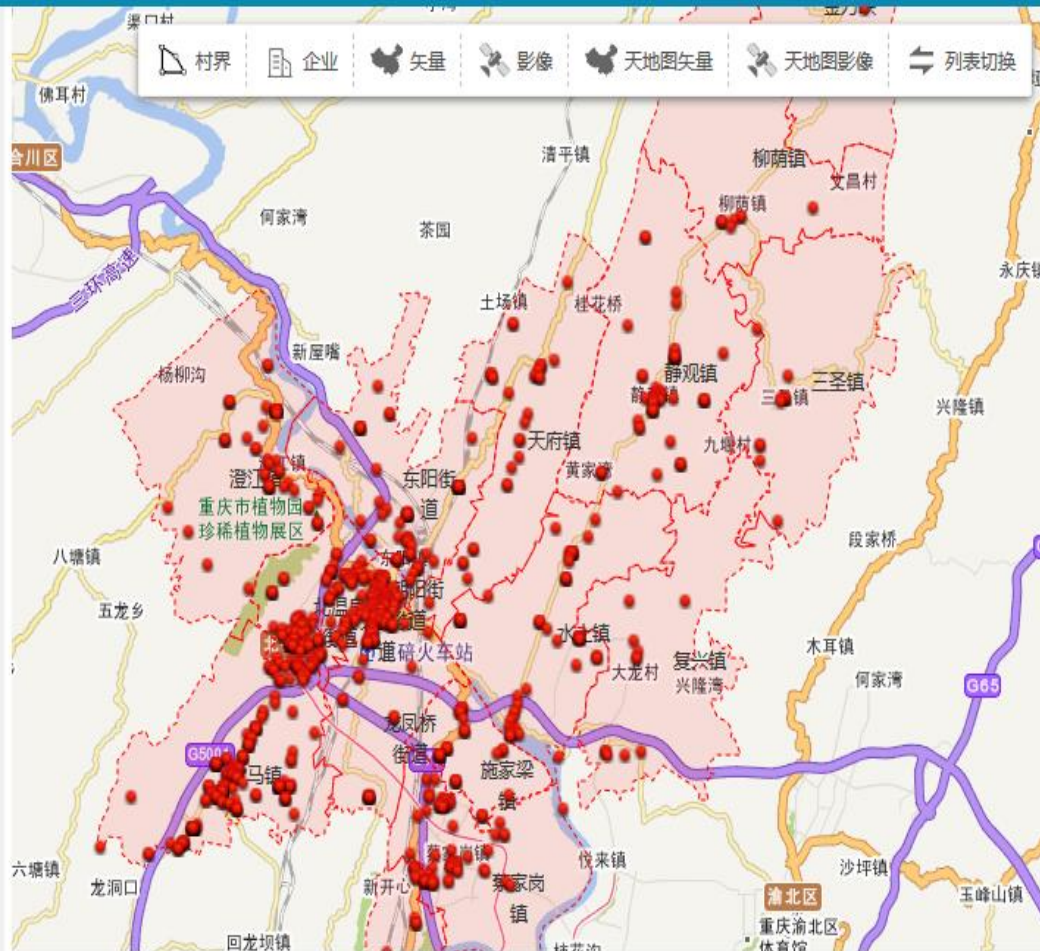 渠口村
村界
企业
矢量
影像
天地图矢量
天地图影像
列表切换
佛耳村
合川区
清平镇
柳荫镇
文昌村
柳荫镇
何家湾
茶园
三环高速
永庆镇
土场镇
桂花桥
新屋嘴
杨柳沟
静观镇
三圣镇
兴隆镇
天府镇
九堰村
黄家湾
东阳街
道
重庆市植物园
珍稀植物展区
八塘镇
段家桥
五龙乡
水土镇
木耳镇
复兴镇
大龙村
兴隆湾
何家湾
G65
龙凤桥
街道
G5001
施家梁
镇
马镇
六塘镇
龙洞口
新开心
蔡家岗
镇
悦来镇
沙坪镇
渝北区
玉峰山镇
重庆渝北区
体育馆
回龙坝镇